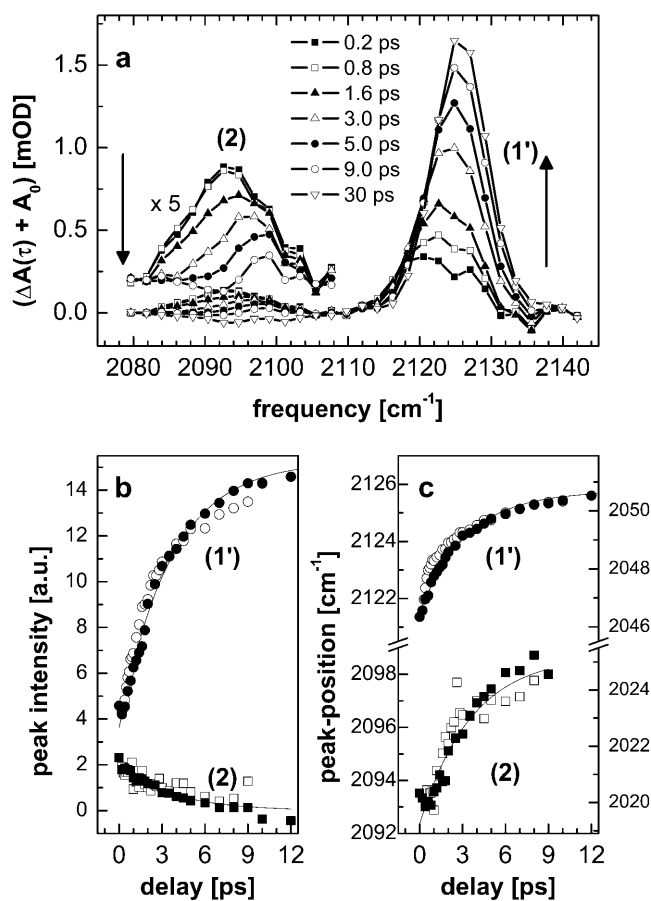 a
0.2 ps
0.8 ps
1.6 ps
3.0 ps
5.0 ps
9.0 ps
30 ps
(2)
(1')
x 5
1.5
1.0
0.5
0.0
(ΔA(τ) + A₀) [mOD]
2080 2090 2100 2110 2120 2130 2140
frequency [cm⁻¹]
b
14
12
10
8
6
4
2
0
peak intensity [a.u.]
(1')
(2)
0 3 6 9 12
delay [ps]
c
2126
2124
2122
2098
2096
2094
2092
peak-position [cm⁻¹]
(1')
(2)
2050
2048
2046
2024
2022
2020
0 3 6 9 12
delay [ps]